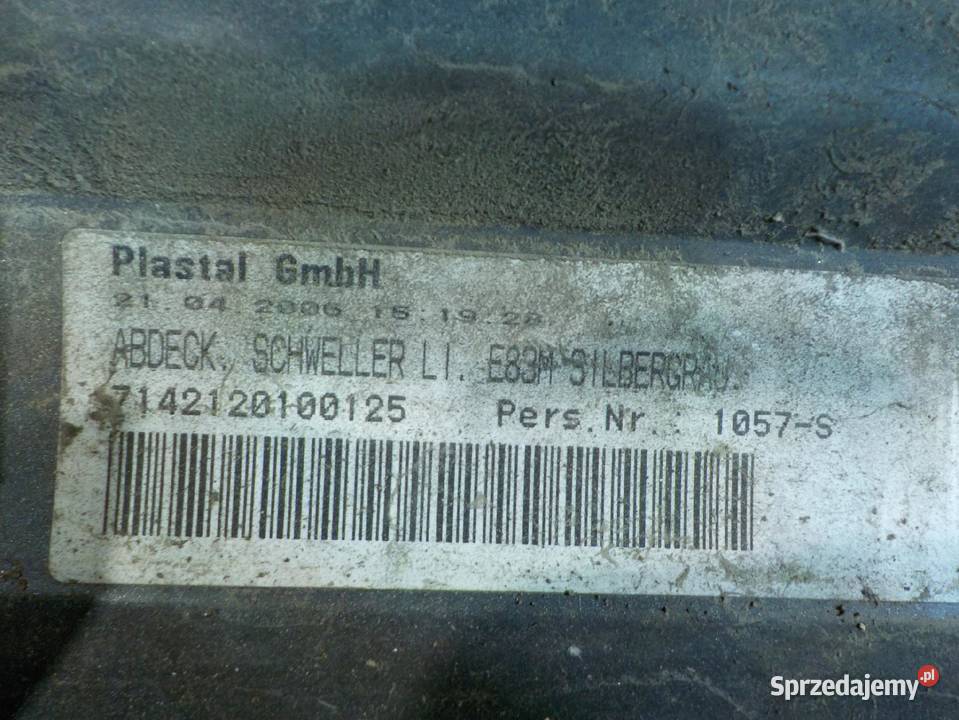 Plastal GmbH
21.04.2006 15:19:28
ABDECK. SCHWELLER LI. E83M SILBERGRAU.
7142120100125 Pers.Nr.: 1057-S
Sprzedajemy.pl